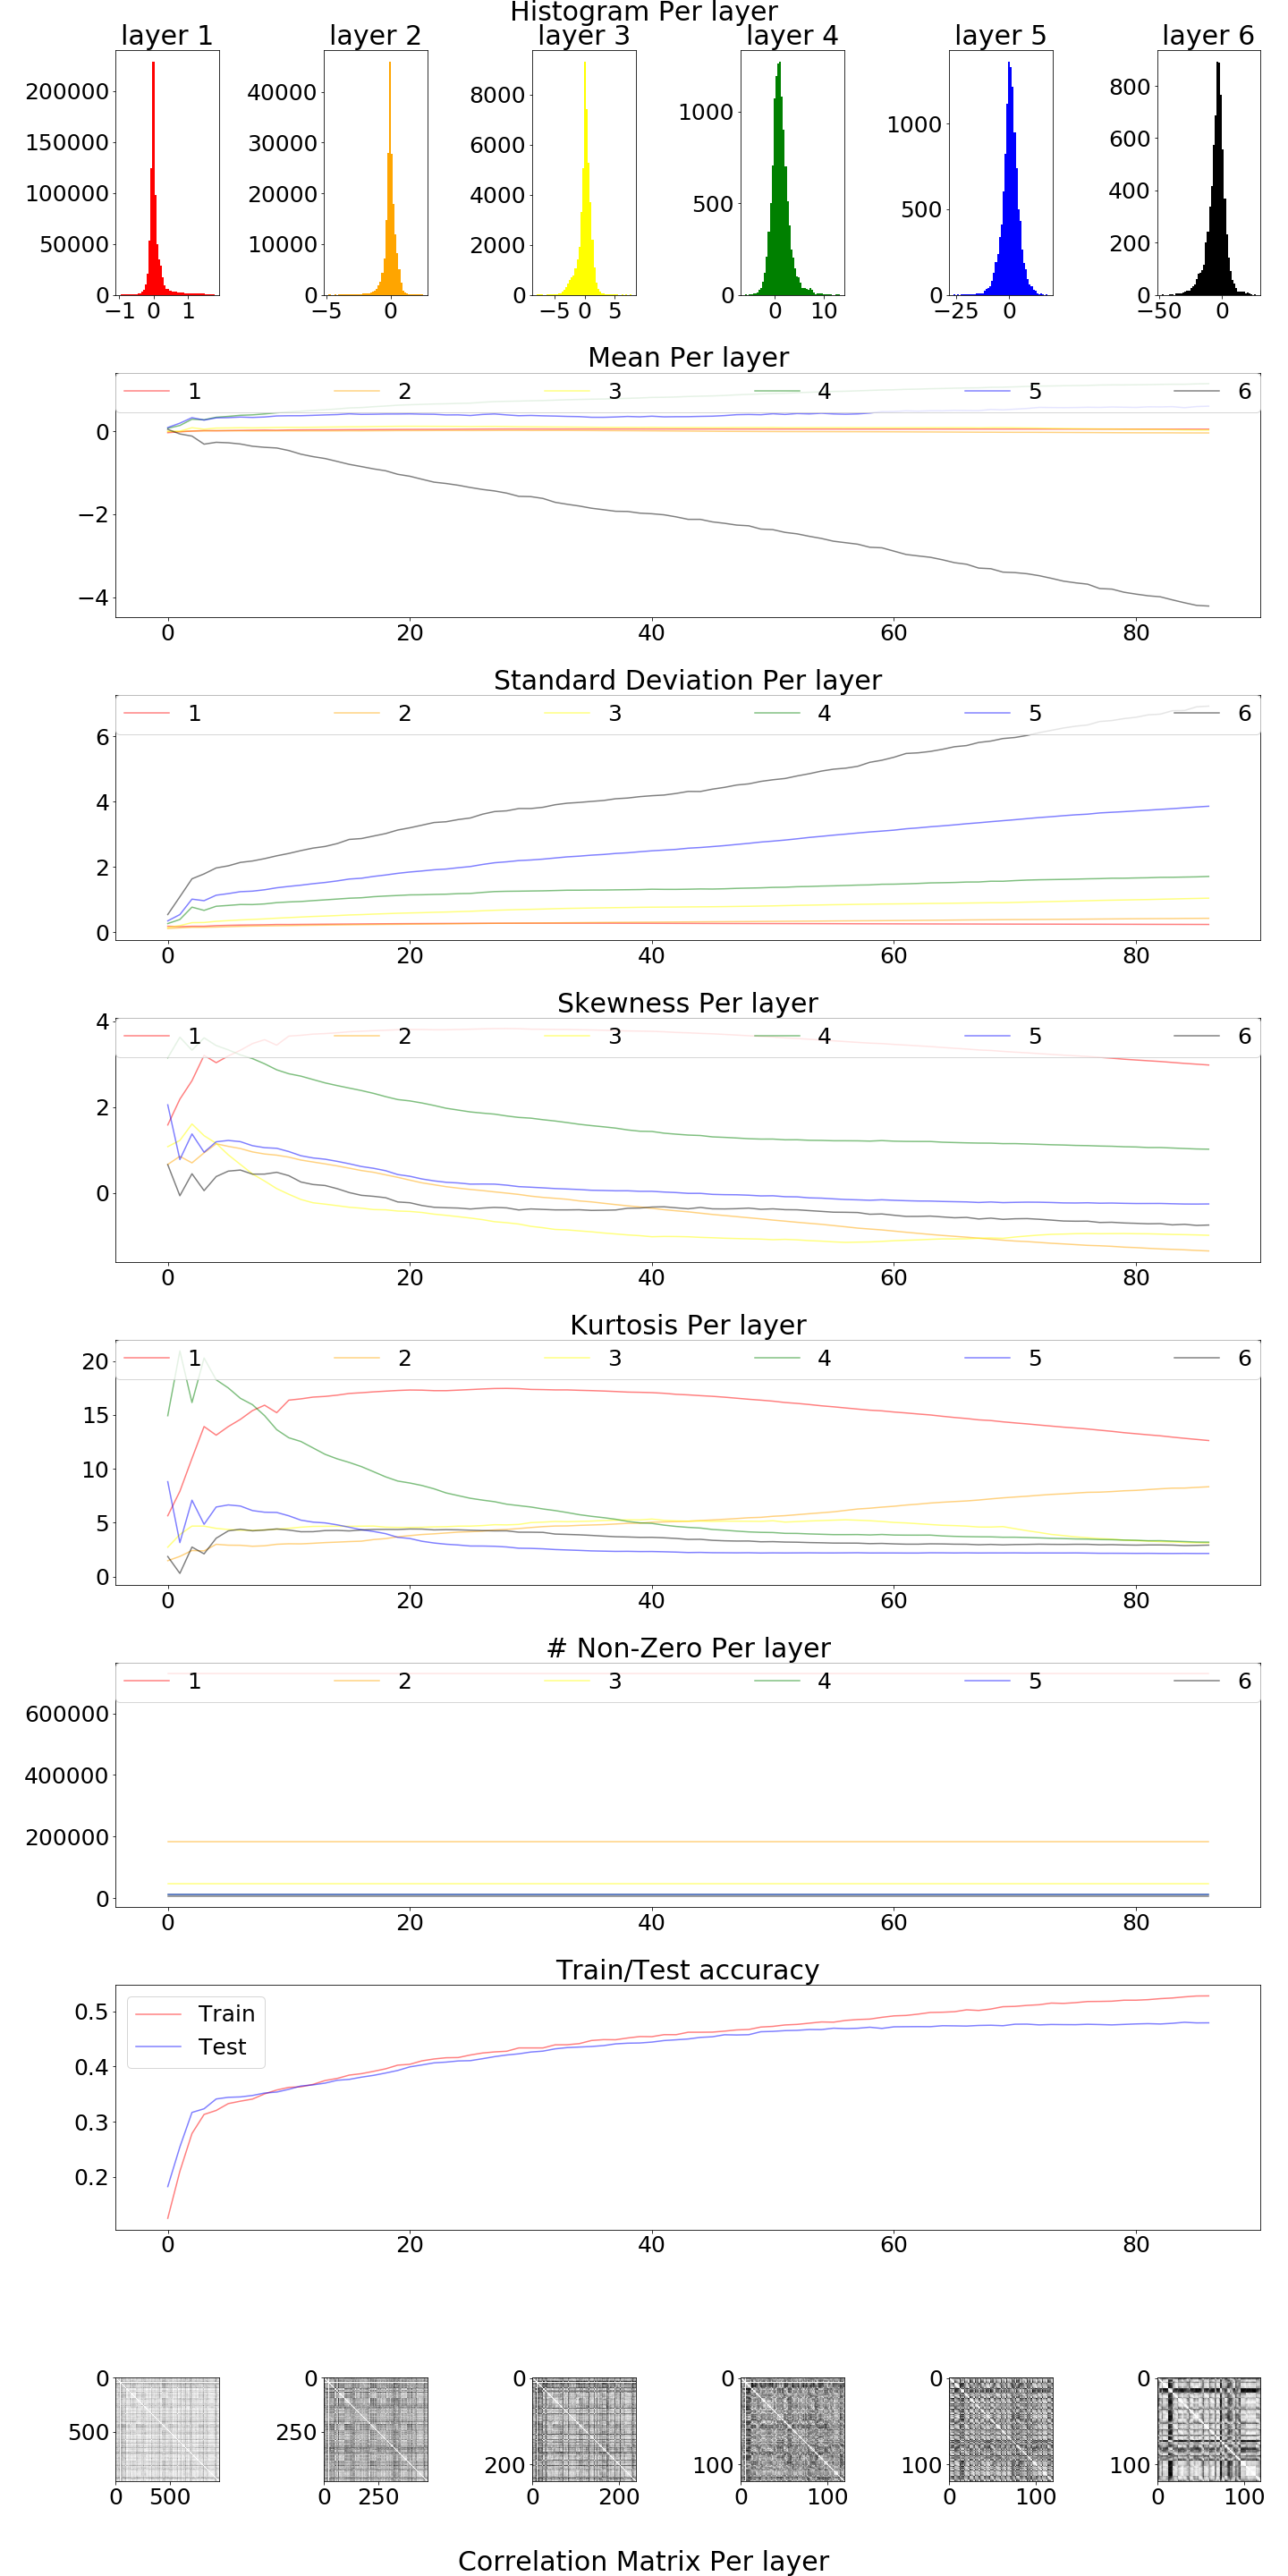 Histogram Per layer
layer 1 layer 2 layer 3 layer 4 layer 5 layer 6
200000
150000
100000
50000
0
−1 0 1
40000
30000
20000
10000
0
−5 0
8000
6000
4000
2000
0
−5 0 5
1000
500
0
0 10
1000
500
0
−25 0
800
600
400
200
0
−50 0
Mean Per layer
1 2 3 4 5 6
0
−2
−4
0 20 40 60 80
Standard Deviation Per layer
1 2 3 4 5 6
6
4
2
0
0 20 40 60 80
Skewness Per layer
4
1 2 3 4 5 6
2
0
0 20 40 60 80
Kurtosis Per layer
1 2 3 4 5 6
20
15
10
5
0
0 20 40 60 80
# Non-Zero Per layer
1 2 3 4 5 6
600000
400000
200000
0
0 20 40 60 80
Train/Test accuracy
Train
Test
0.5
0.4
0.3
0.2
0 20 40 60 80
0
500
0 500
0
250
0 250
0
200
0 200
0
100
0 100
0
100
0 100
0
100
0 100
Correlation Matrix Per layer